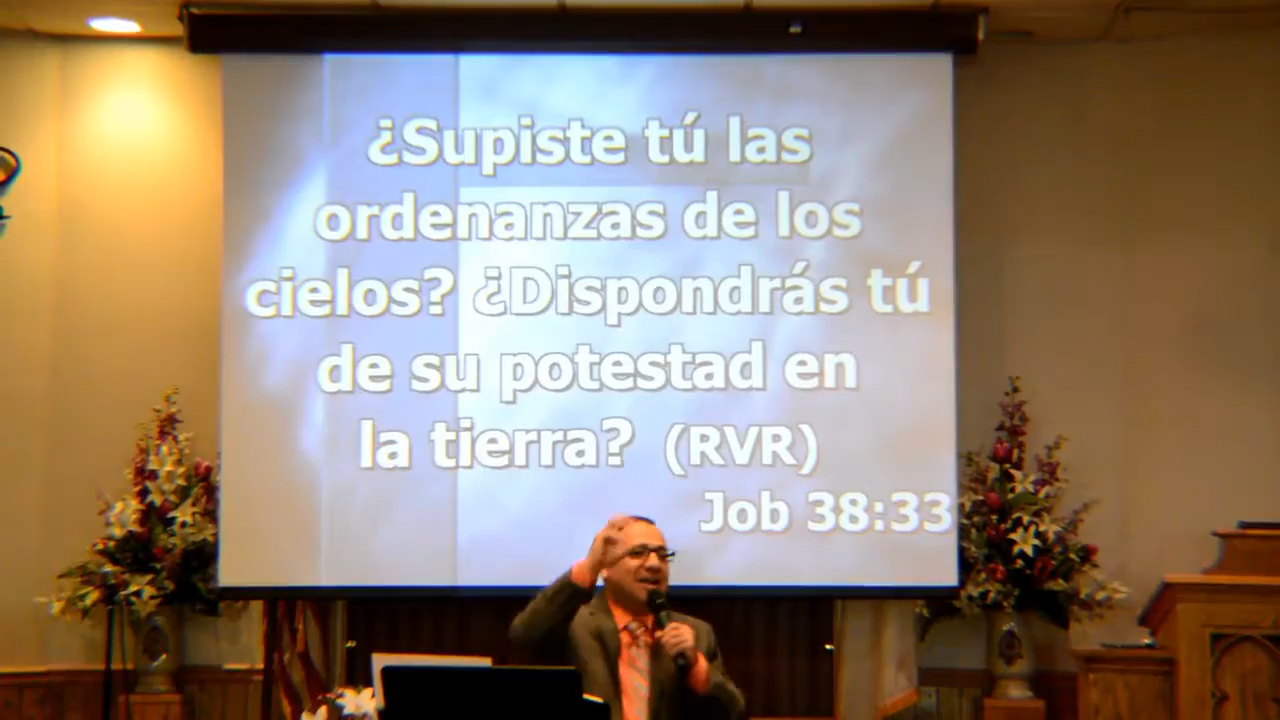 ¿Supiste tú las
ordenanzas de los
cielos? ¿Dispondrás tú
de su potestad en
la tierra? (RVR)
Job 38:33